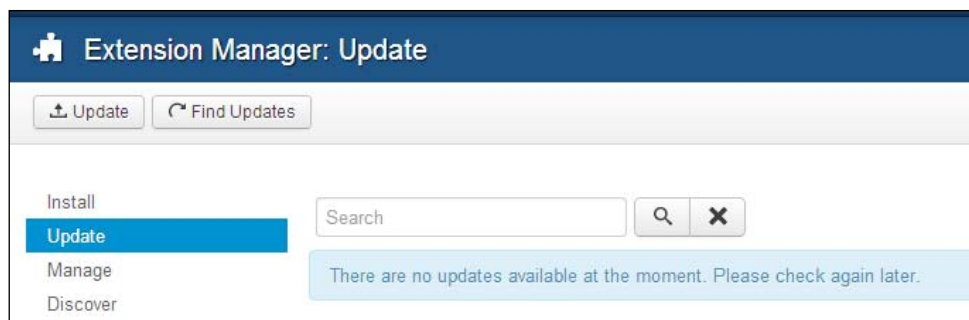 Extension Manager: Update
Update
Find Updates
Install
Update
Manage
Discover
Search
There are no updates available at the moment. Please check again later.